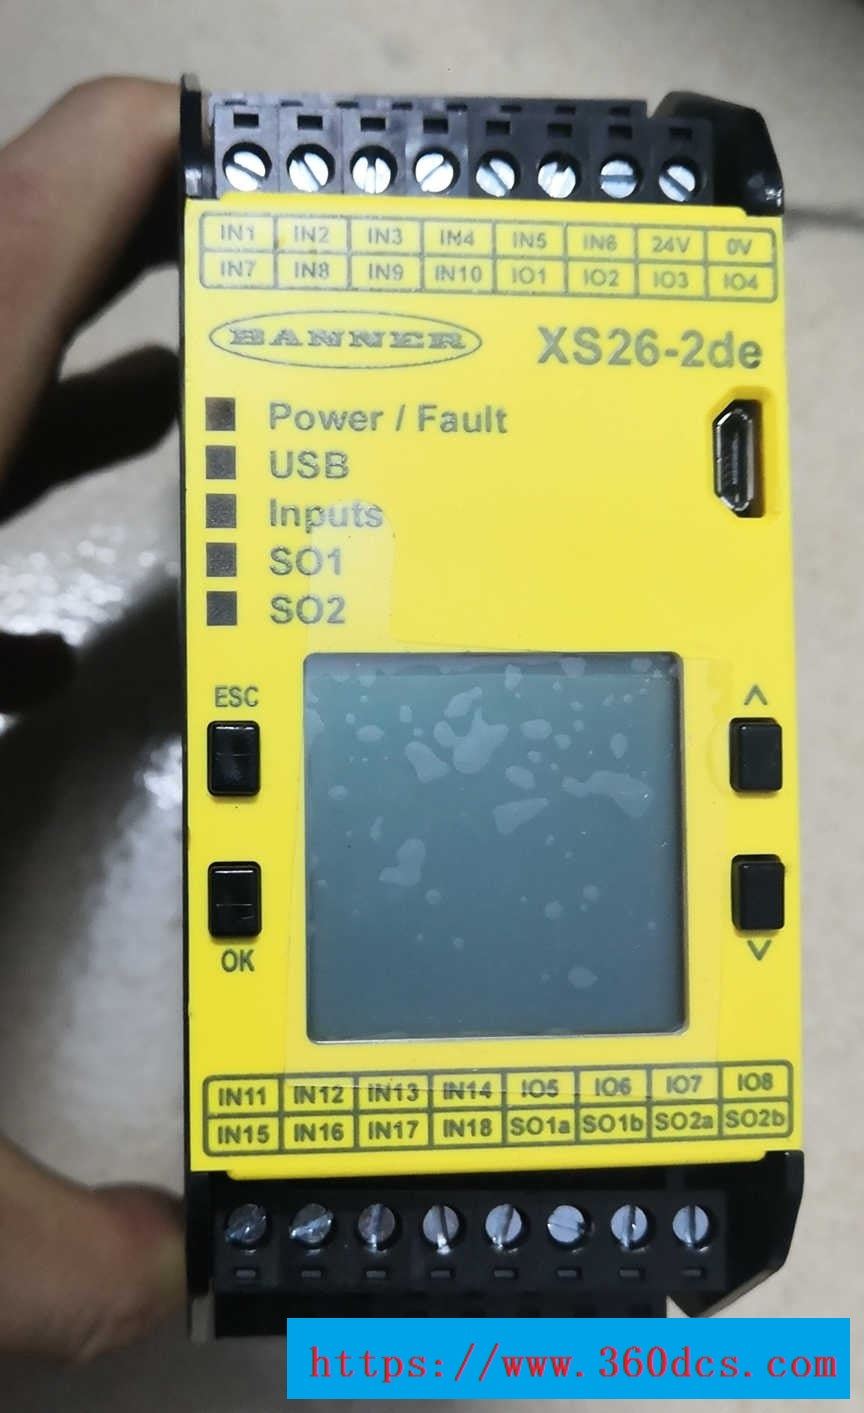 IN1 IN2 IN3 IN4 IN5 IN6 24V 0V
IN7 IN8 IN9 IN10 IO1 IO2 IO3 IO4
BANNER XS26-2de
Power / Fault
USB
Inputs
SO1
SO2
ESC ∧
OK ∨
IN11 IN12 IN13 IN14 IO5 IO6 IO7 IO8
IN15 IN16 IN17 IN18 SO1a SO1b SO2a SO2b
https://www.360dcs.com